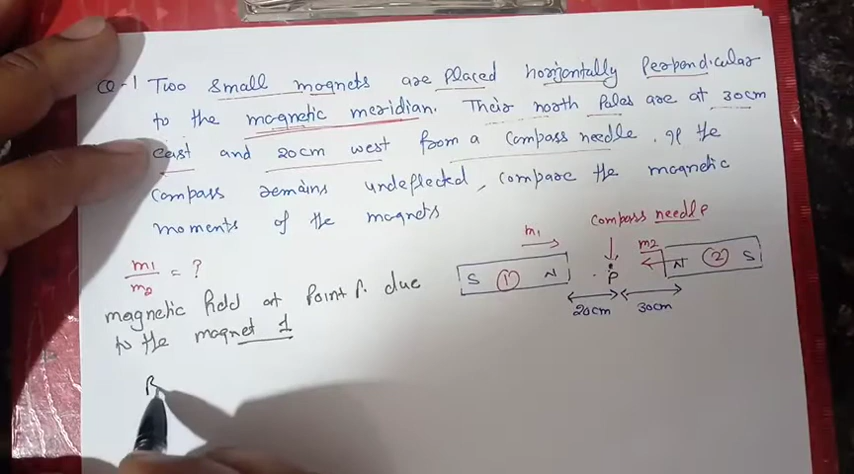 Q-1 Two small magnets are placed horizontally perpendicular
to the magnetic meridian. Their north Poles are at 30cm
east and 20cm west from a compass needle. If the
compass remains undeflected, compare the magnetic
moments of the magnets
compass needle
m1
m2
S 1 N
P
N 2 S
20cm 30cm
m1/m2 = ?
magnetic field at Point P. due
to the magnet 1
B